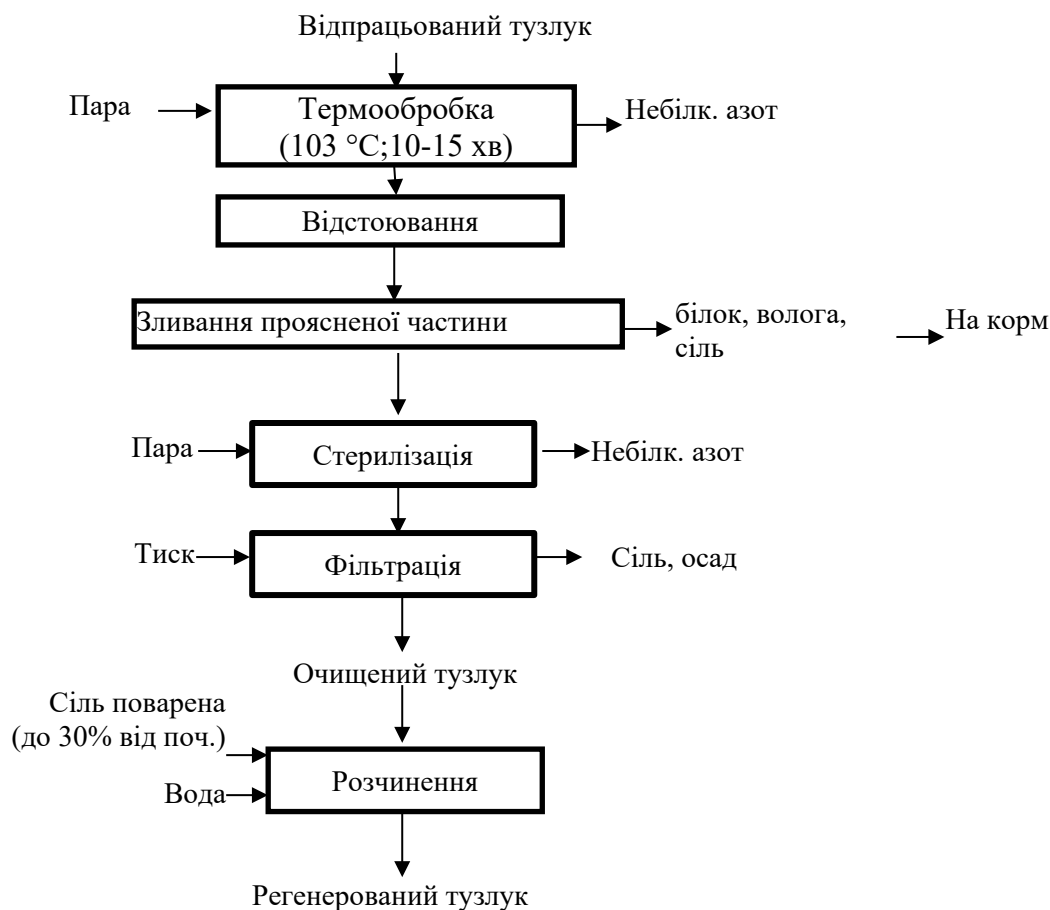 Відпрацьований тузлук
Пара
Термообробка
(103 °С;10-15 хв)
Небілк. азот
Відстоювання
Зливання проясненої частини
білок, волога,
сіль
На корм
Пара
Стерилізація
Небілк. азот
Тиск
Фільтрація
Сіль, осад
Очищений тузлук
Сіль поварена
(до 30% від поч.)
Вода
Розчинення
Регенерований тузлук